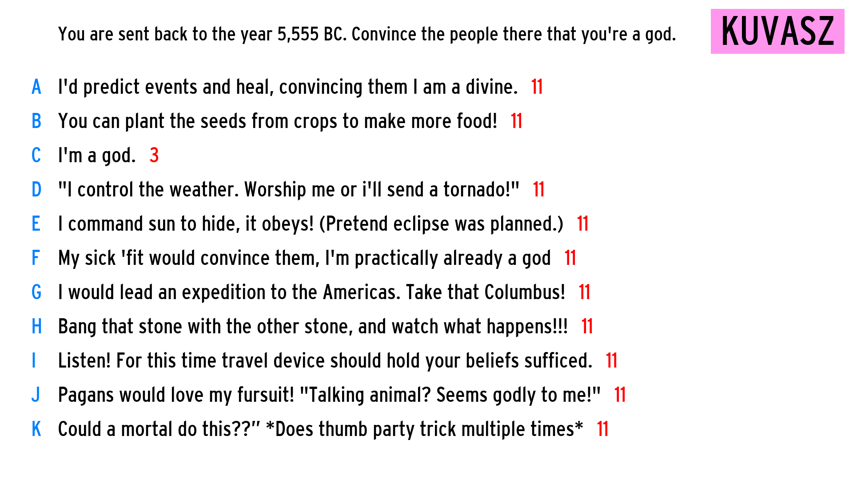 You are sent back to the year 5,555 BC. Convince the people there that you're a god.
KUVASZ
A I'd predict events and heal, convincing them I am a divine. 11
B You can plant the seeds from crops to make more food! 11
C I'm a god. 3
D "I control the weather. Worship me or i'll send a tornado!" 11
E I command sun to hide, it obeys! (Pretend eclipse was planned.) 11
F My sick 'fit would convince them, I'm practically already a god 11
G I would lead an expedition to the Americas. Take that Columbus! 11
H Bang that stone with the other stone, and watch what happens!!! 11
I Listen! For this time travel device should hold your beliefs sufficed. 11
J Pagans would love my fursuit! "Talking animal? Seems godly to me!" 11
K Could a mortal do this??” *Does thumb party trick multiple times* 11